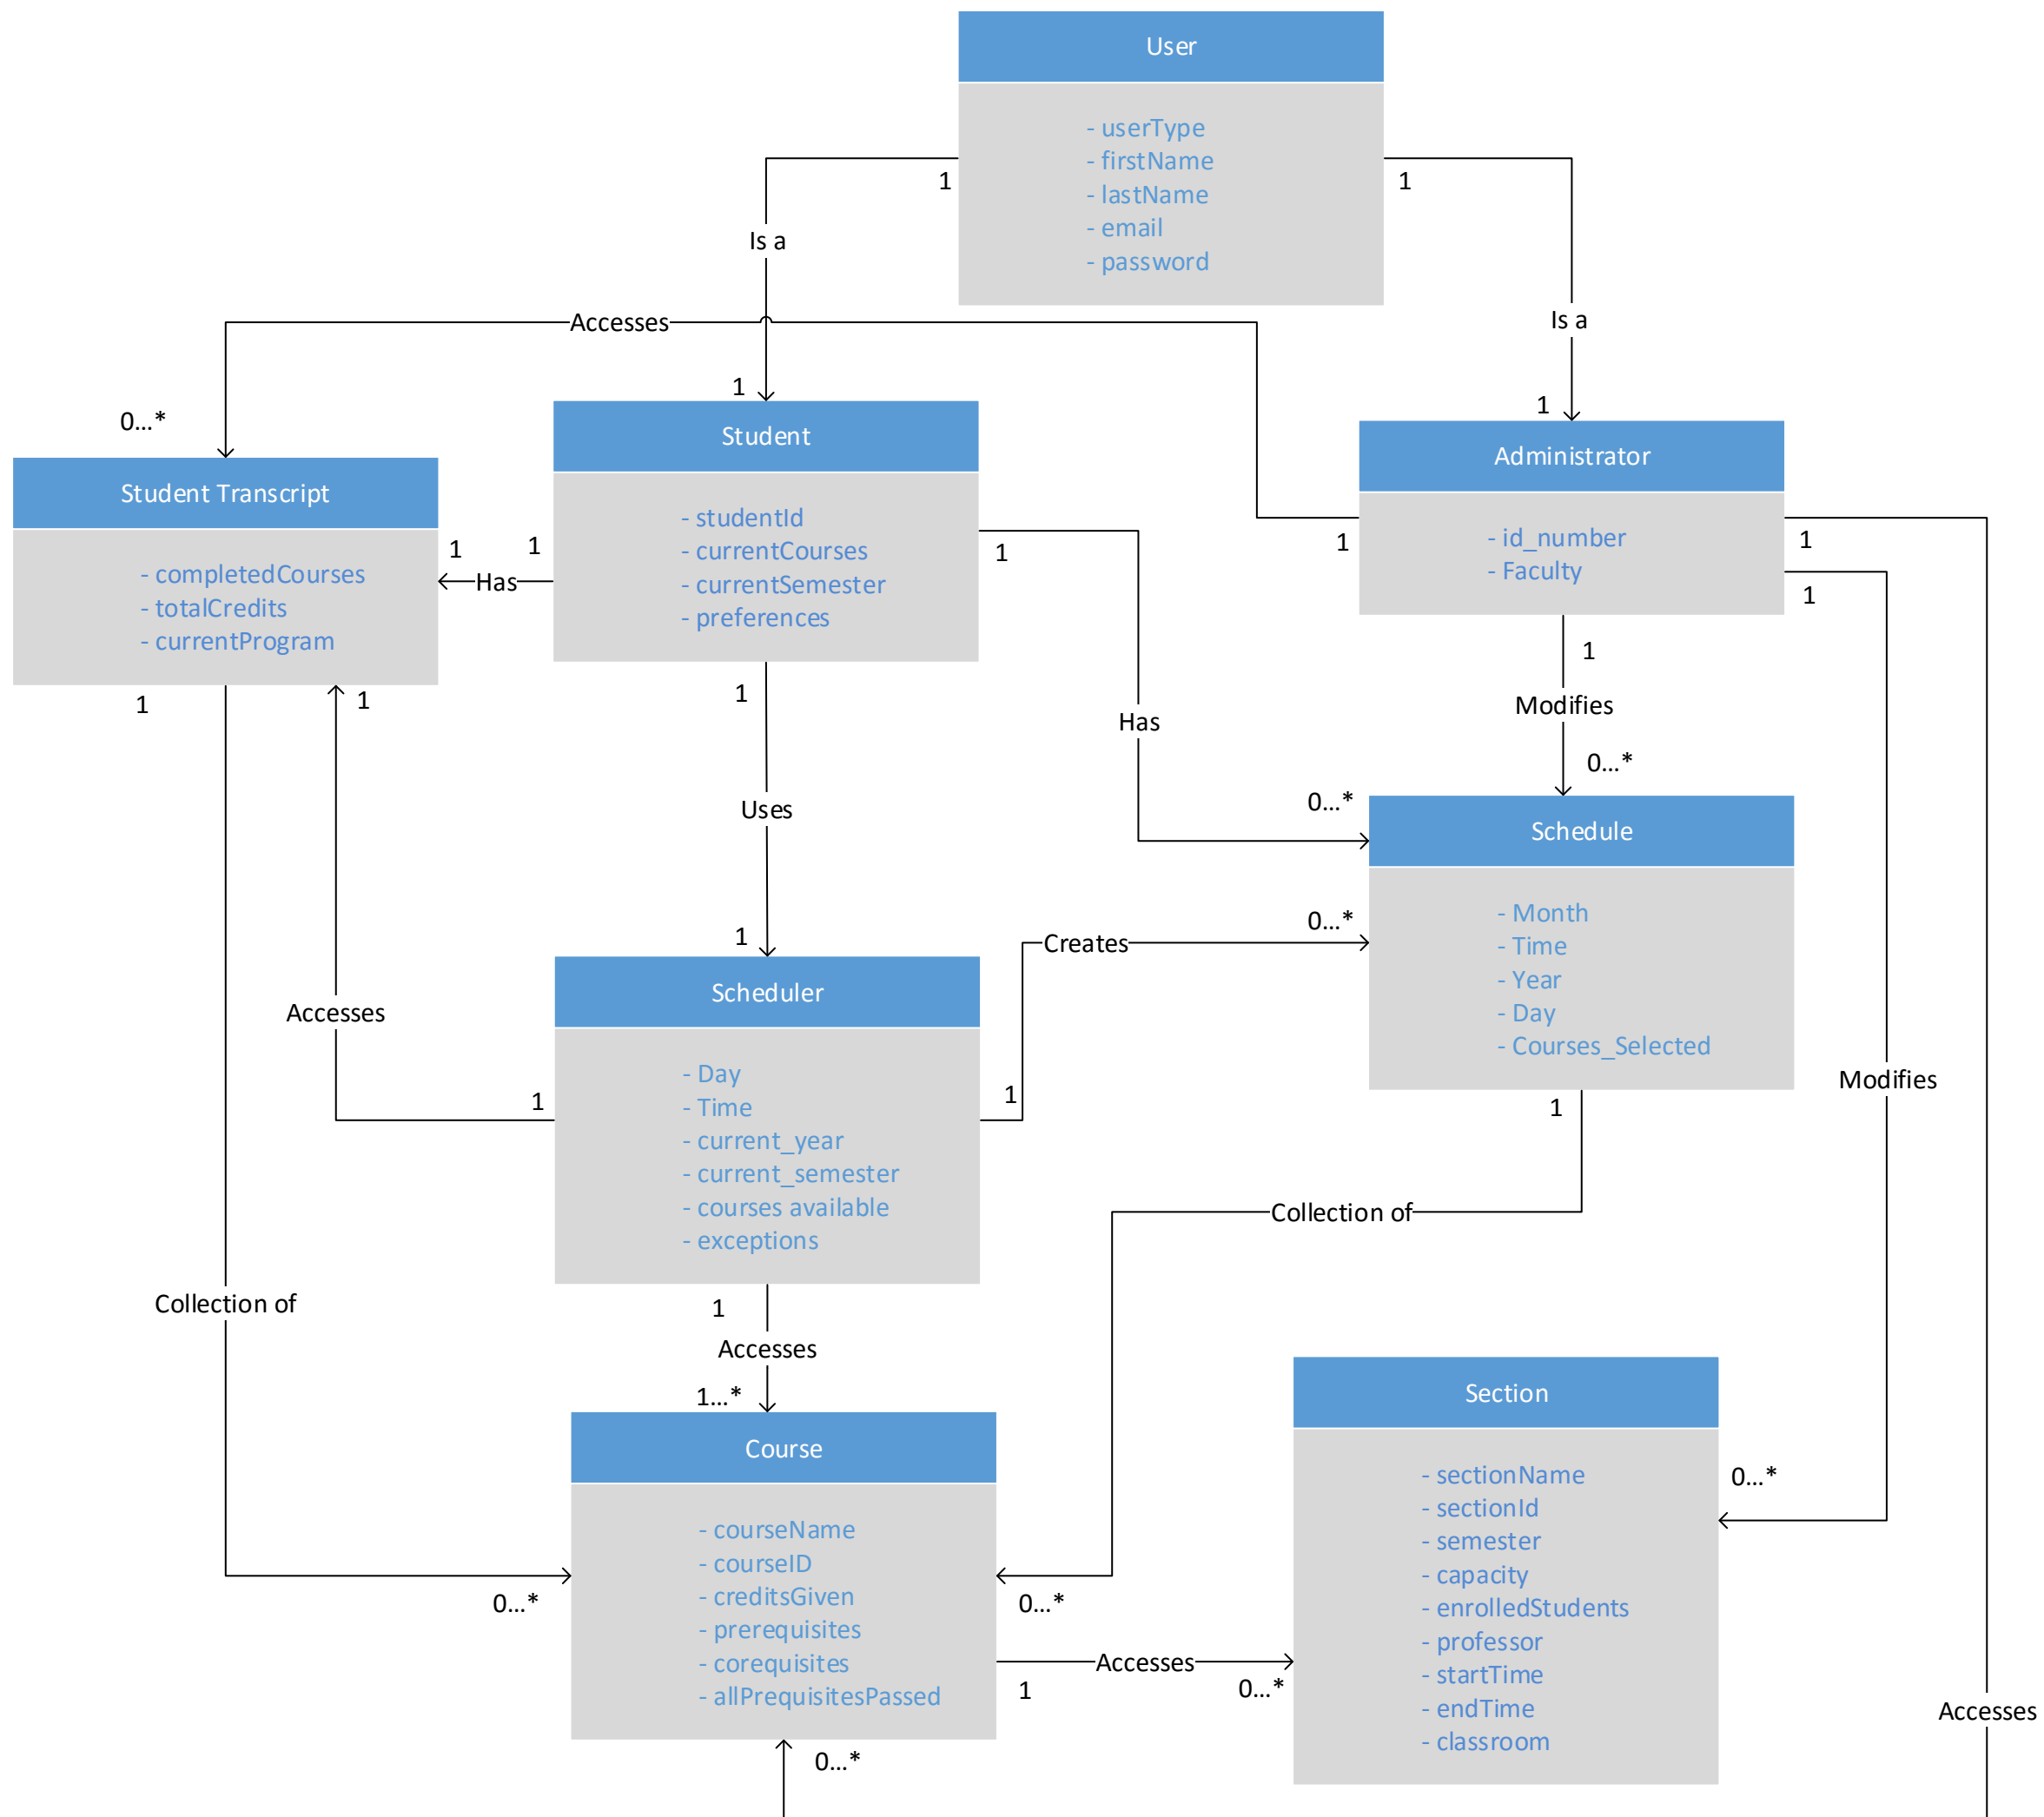 User
- userType
- firstName
- lastName
- email
- password
1
1
Is a
Is a
Accesses
1
1
0...*
Student
- studentId
- currentCourses
- currentSemester
- preferences
Administrator
- id_number
- Faculty
Student Transcript
- completedCourses
- totalCredits
- currentProgram
1
1
Has
1
1
1
1
1
1
1
1
Modifies
Has
0...*
0...*
Uses
1
Schedule
- Month
- Time
- Year
- Day
- Courses_Selected
0...*
Creates
Scheduler
- Day
- Time
- current_year
- current_semester
- courses available
- exceptions
Accesses
1
1
Modifies
1
Collection of
Collection of
1
Accesses
1...*
Course
- courseName
- courseID
- creditsGiven
- prerequisites
- corequisites
- allPrequisitesPassed
Section
- sectionName
- sectionId
- semester
- capacity
- enrolledStudents
- professor
- startTime
- endTime
- classroom
0...*
0...*
0...*
Accesses
1
0...*
Accesses
0...*